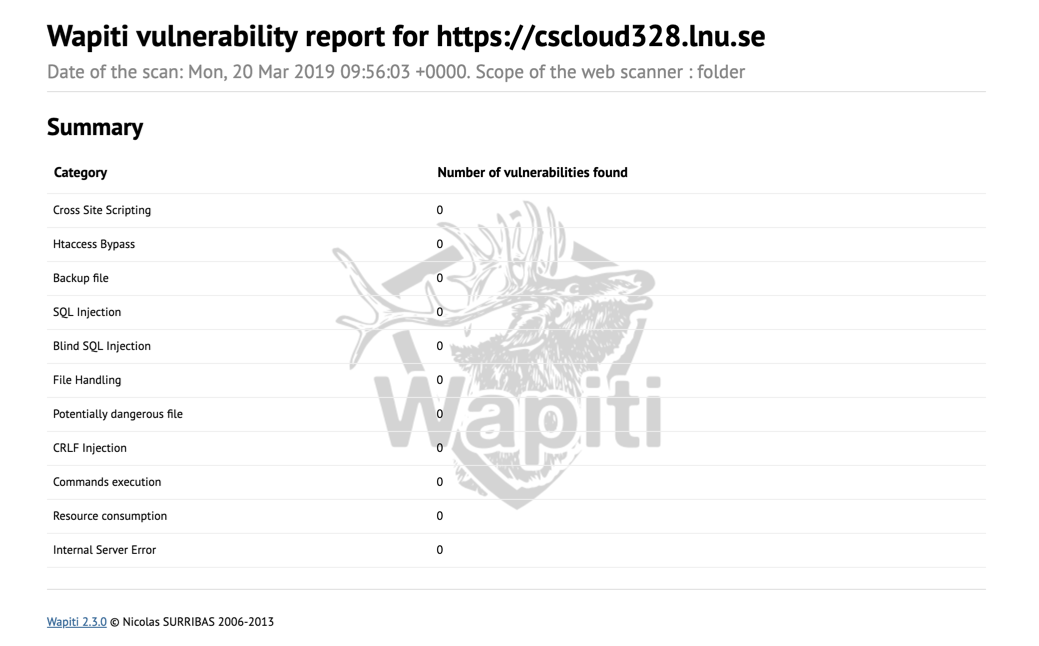 Wapiti vulnerability report for https://cscloud328.lnu.se
Date of the scan: Mon, 20 Mar 2019 09:56:03 +0000. Scope of the web scanner : folder
Summary
Category Number of vulnerabilities found
Cross Site Scripting 0
Htaccess Bypass 0
Backup file 0
SQL Injection 0
Blind SQL Injection 0
File Handling 0
Potentially dangerous file 0
CRLF Injection 0
Commands execution 0
Resource consumption 0
Internal Server Error 0
Wapiti
Wapiti 2.3.0 © Nicolas SURRIBAS 2006-2013